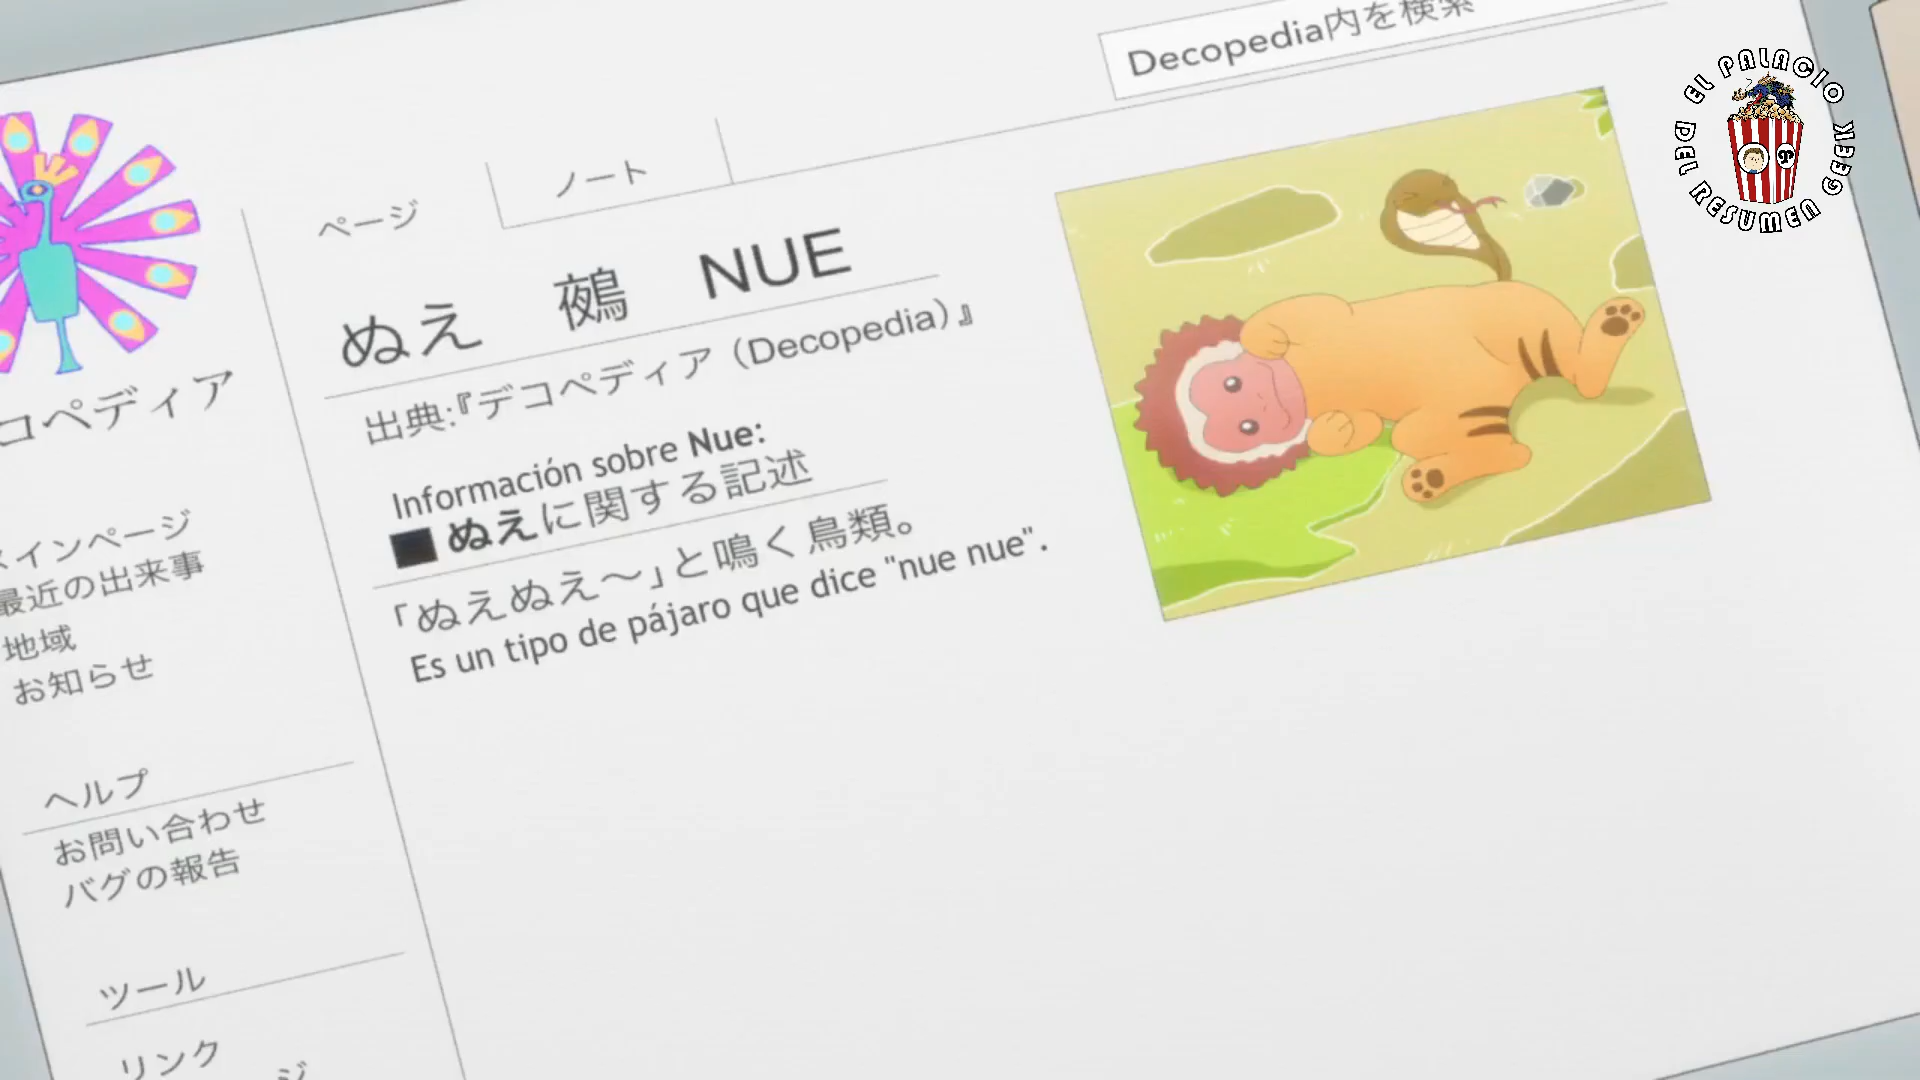 Decopedia内を検索
EL PALACIO DEL RESUMEN GEEK
ページ
ノート
ぬえ 鵺 NUE
出典:『デコペディア（Decopedia）』
Información sobre Nue:
■ぬえに関する記述
「ぬえぬえ～」と鳴く鳥類。
Es un tipo de pájaro que dice "nue nue".
コペディア
メインページ
最近の出来事
地域
お知らせ
ヘルプ
お問い合わせ
バグの報告
ツール
リンク